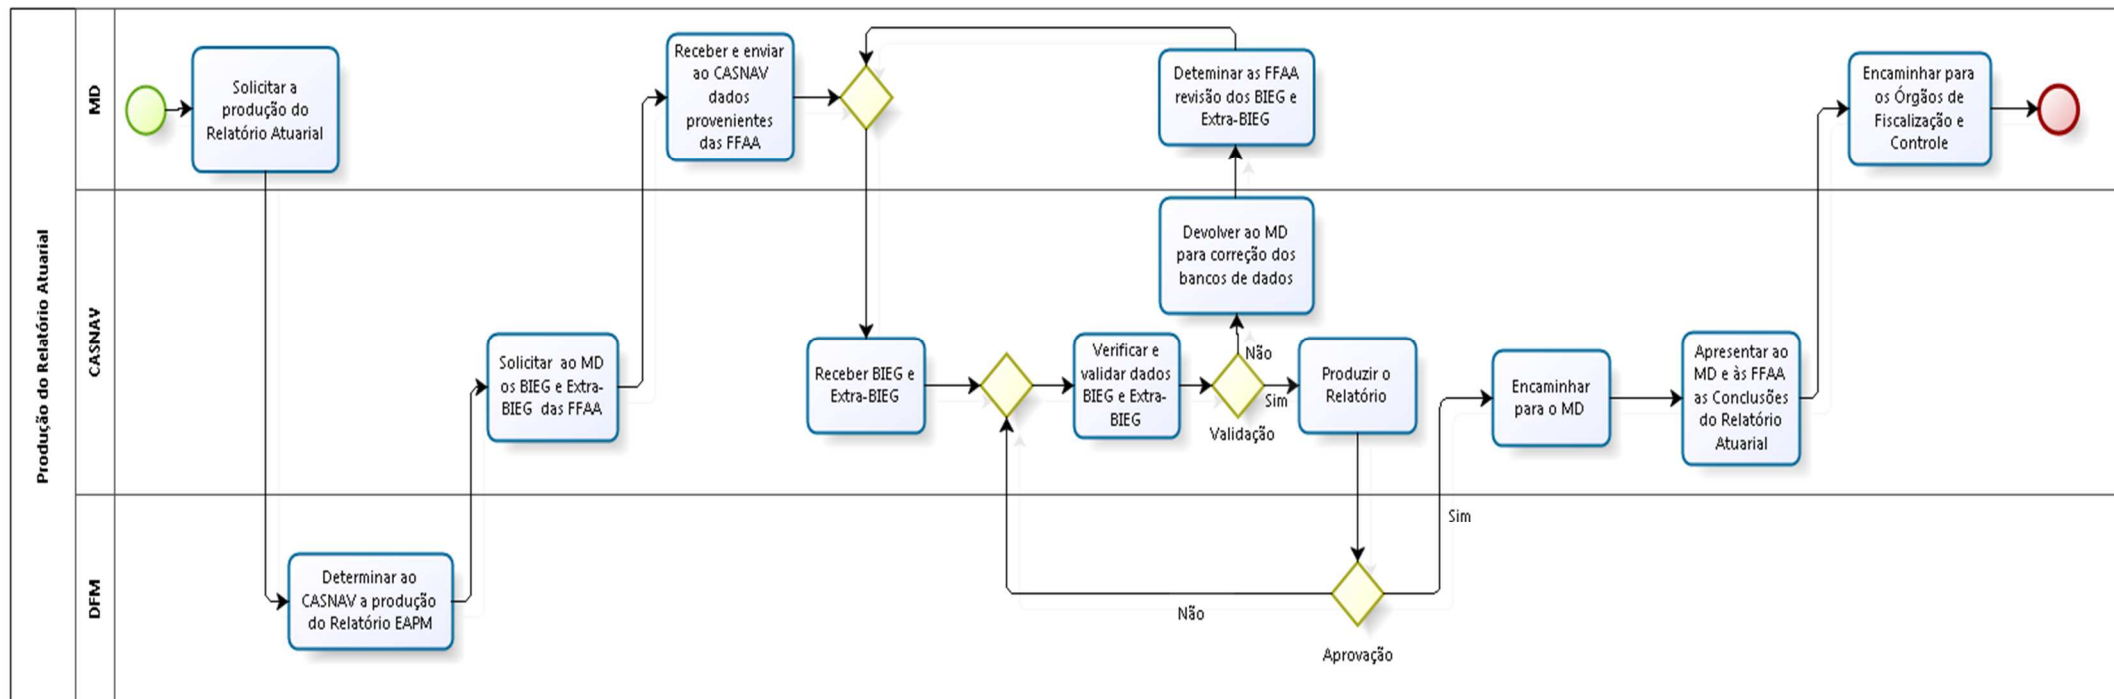 Produção do Relatório Atuarial
MD
Solicitar a
produção do
Relatório Atuarial
Receber e enviar
ao CASNAV
dados
provenientes
das FFAA
Deteminar as FFAA
revisão dos BIEG e
Extra-BIEG
Encaminhar para
os Órgãos de
Fiscalização e
Controle
CASNAV
Solicitar ao MD
os BIEG e Extra-
BIEG das FFAA
Receber BIEG e
Extra-BIEG
Verificar e
validar dados
BIEG e Extra-
BIEG
Devolver ao MD
para correção dos
bancos de dados
Não
Sim
Validação
Produzir o
Relatório
Encaminhar
para o MD
Apresentar ao
MD e às FFAA
as Conclusões
do Relatório
Atuarial
DFM
Determinar ao
CASNAV a produção
do Relatório EAPM
Não
Sim
Aprovação